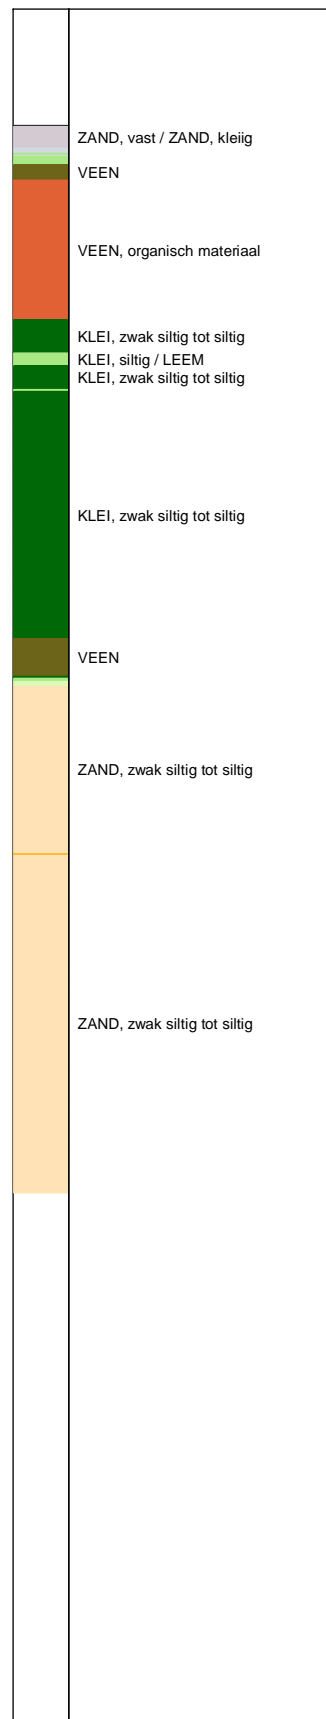 ZAND, vast / ZAND, kleiig
VEEN
VEEN, organisch materiaal
KLEI, zwak siltig tot siltig
KLEI, siltig / LEEM
KLEI, zwak siltig tot siltig
KLEI, zwak siltig tot siltig
VEEN
ZAND, zwak siltig tot siltig
ZAND, zwak siltig tot siltig